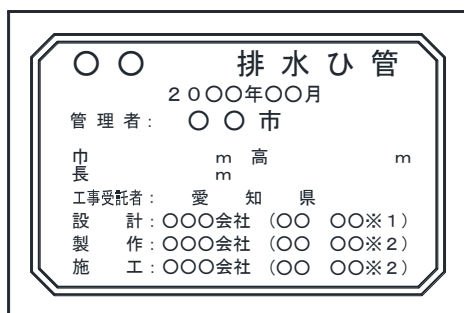 ○○ 排水ひ管
20○○年○○月
管理者： ○○市
巾 m 高 m
長 m
工事受託者： 愛知県
設計：○○○会社 （○○ ○○※1）
製作：○○○会社 （○○ ○○※2）
施工：○○○会社 （○○ ○○※2）